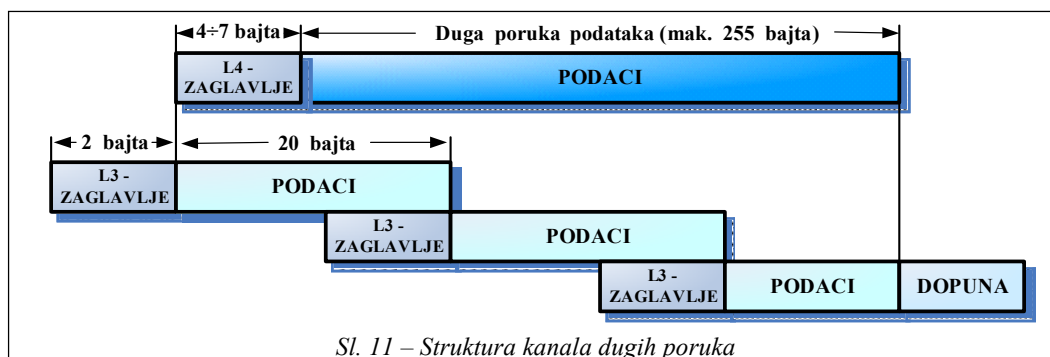 4÷7 bajta
Duga poruka podataka (mak. 255 bajta)
L4 -
ZAGLAVLJE
PODACI
2 bajta
20 bajta
L3 -
ZAGLAVLJE
PODACI
L3 -
ZAGLAVLJE
PODACI
L3 -
ZAGLAVLJE
PODACI
DOPUNA
Sl. 11 – Struktura kanala dugih poruka